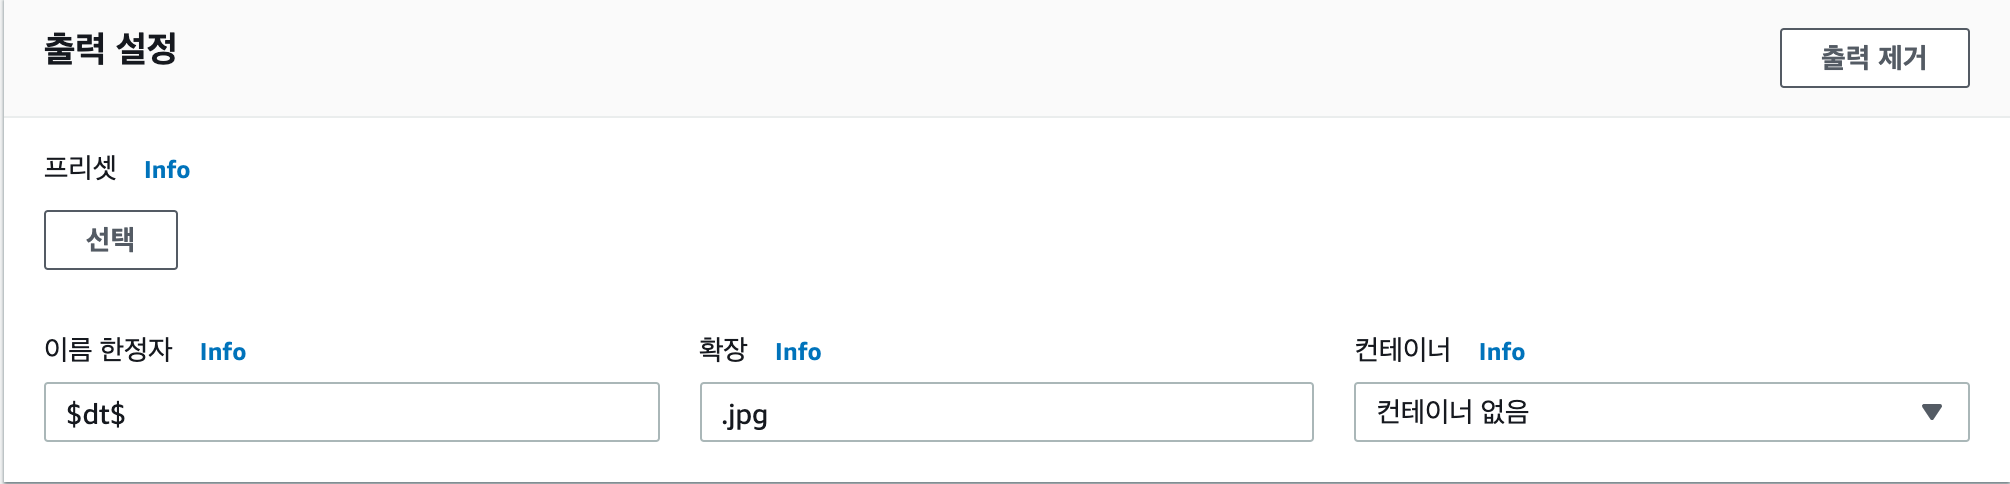 출력 설정
출력 제거
프리셋 Info
선택
이름 한정자 Info
확장 Info
컨테이너 Info
$dt$
.jpg
컨테이너 없음